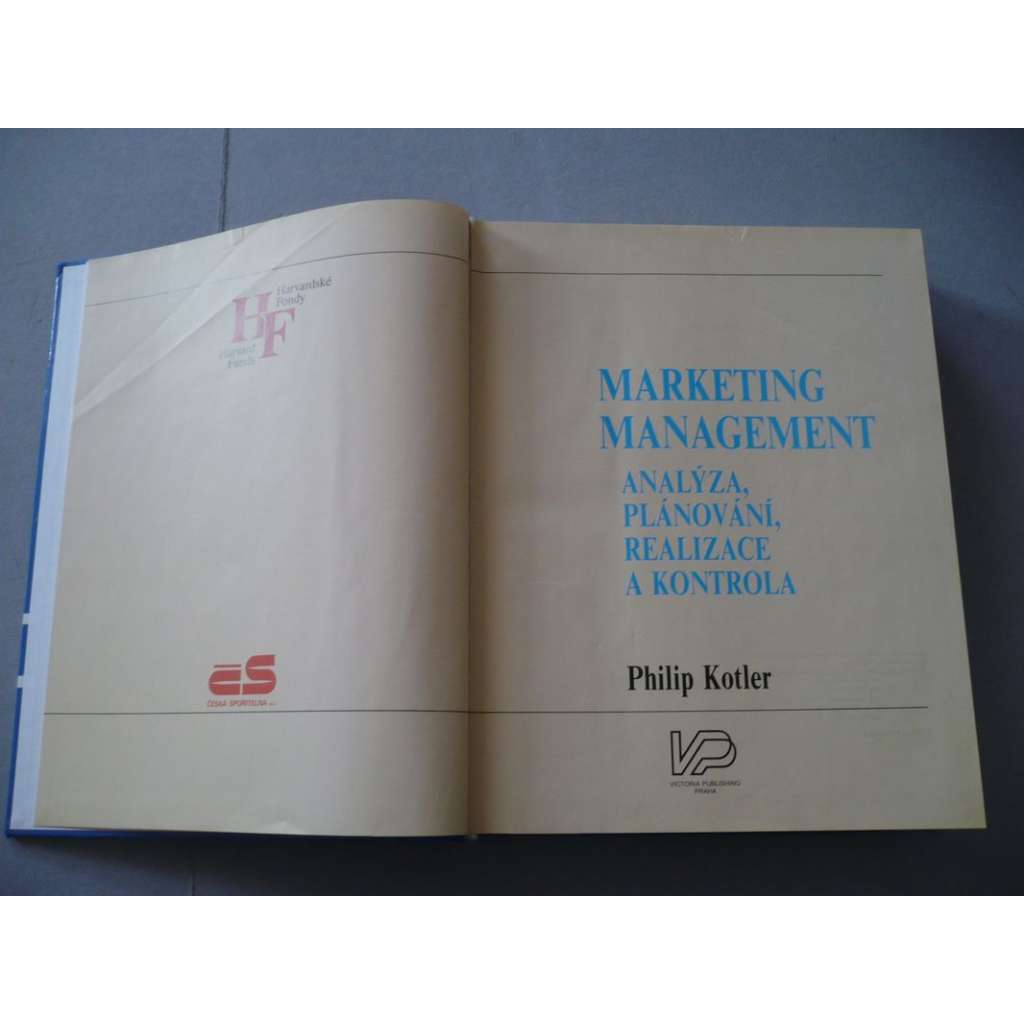 Harvardské
Fondy
HF
Harvard
Funds
ČS
ČESKÁ SPOŘITELNA
MARKETING
MANAGEMENT
ANALÝZA,
PLÁNOVÁNÍ,
REALIZACE
A KONTROLA
Philip Kotler
VP
VICTORIA PUBLISHING
PRAHA